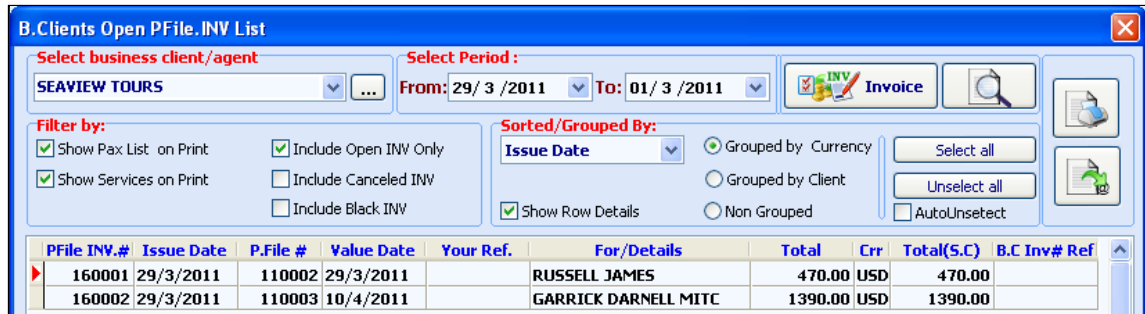 B.Clients Open PFile.INV List
Select business client/agent
SEAVIEW TOURS
...
Select Period :
From: 29/ 3 /2011 To: 01/ 3 /2011
INV Invoice
Filter by:
Show Pax List on Print
Include Open INV Only
Show Services on Print
Include Canceled INV
Include Black INV
Sorted/Grouped By:
Issue Date
Grouped by Currency
Grouped by Client
Show Row Details
Non Grouped
Select all
Unselect all
AutoUnsetect
PFile INV.# Issue Date P.File # Value Date Your Ref. For/Details Total Crr Total(S.C) B.C Inv# Ref
160001 29/3/2011 110002 29/3/2011 RUSSELL JAMES 470.00 USD 470.00
160002 29/3/2011 110003 10/4/2011 GARRICK DARNELL MITC 1390.00 USD 1390.00